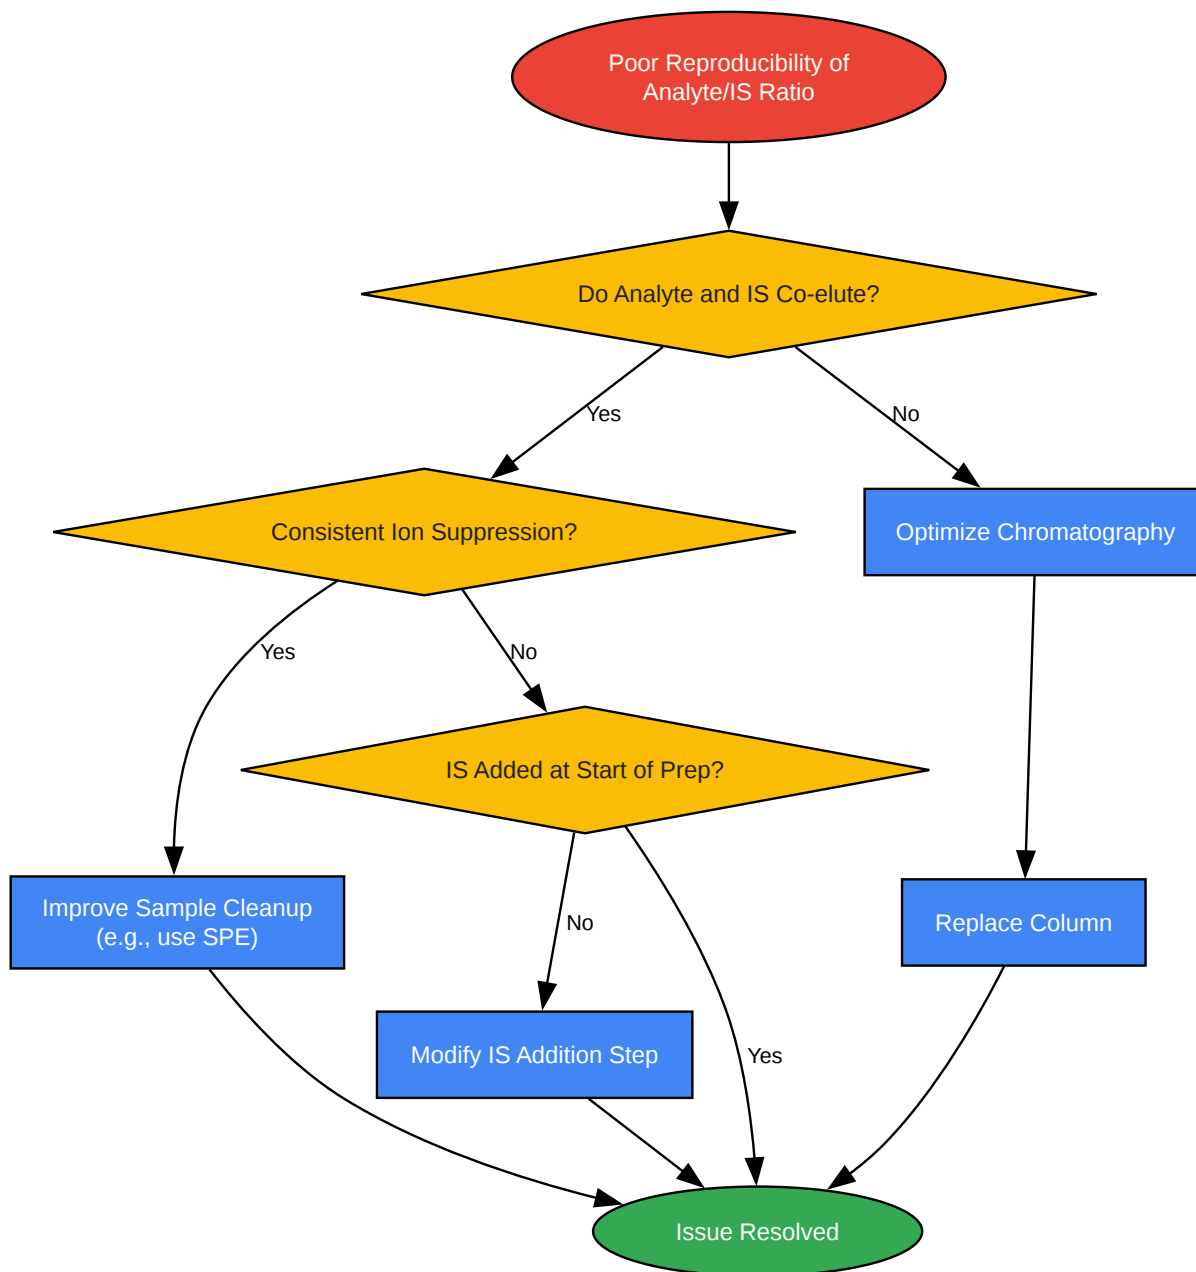 Poor Reproducibility of
Analyte/IS Ratio
Do Analyte and IS Co-elute?
Yes
No
Consistent Ion Suppression?
Optimize Chromatography
Yes
No
IS Added at Start of Prep?
Improve Sample Cleanup
(e.g., use SPE)
No
Replace Column
Modify IS Addition Step
Yes
Issue Resolved